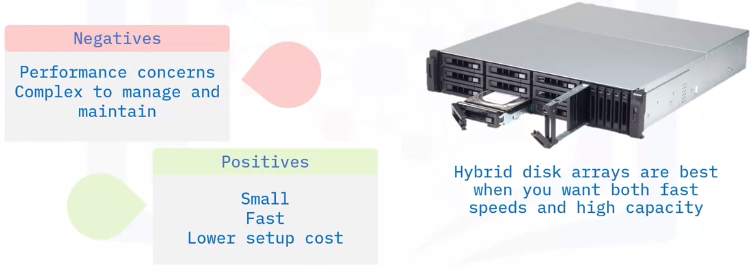 Negatives
Performance concerns
Complex to manage and
maintain
Positives
Small
Fast
Lower setup cost
Hybrid disk arrays are best
when you want both fast
speeds and high capacity